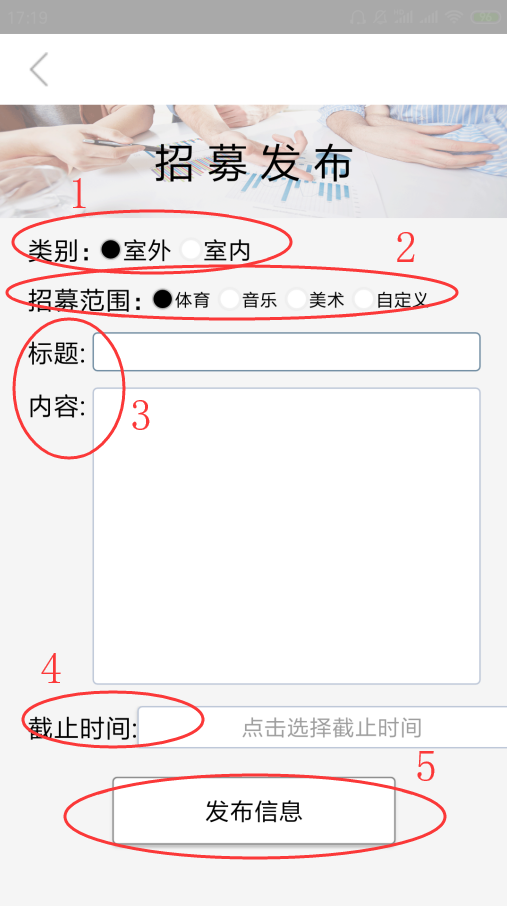 17:19
招募发布
1
类别：室外 室内
2
招募范围：体育 音乐 美术 自定义
标题:
内容:
3
4
截止时间: 点击选择截止时间
5
发布信息